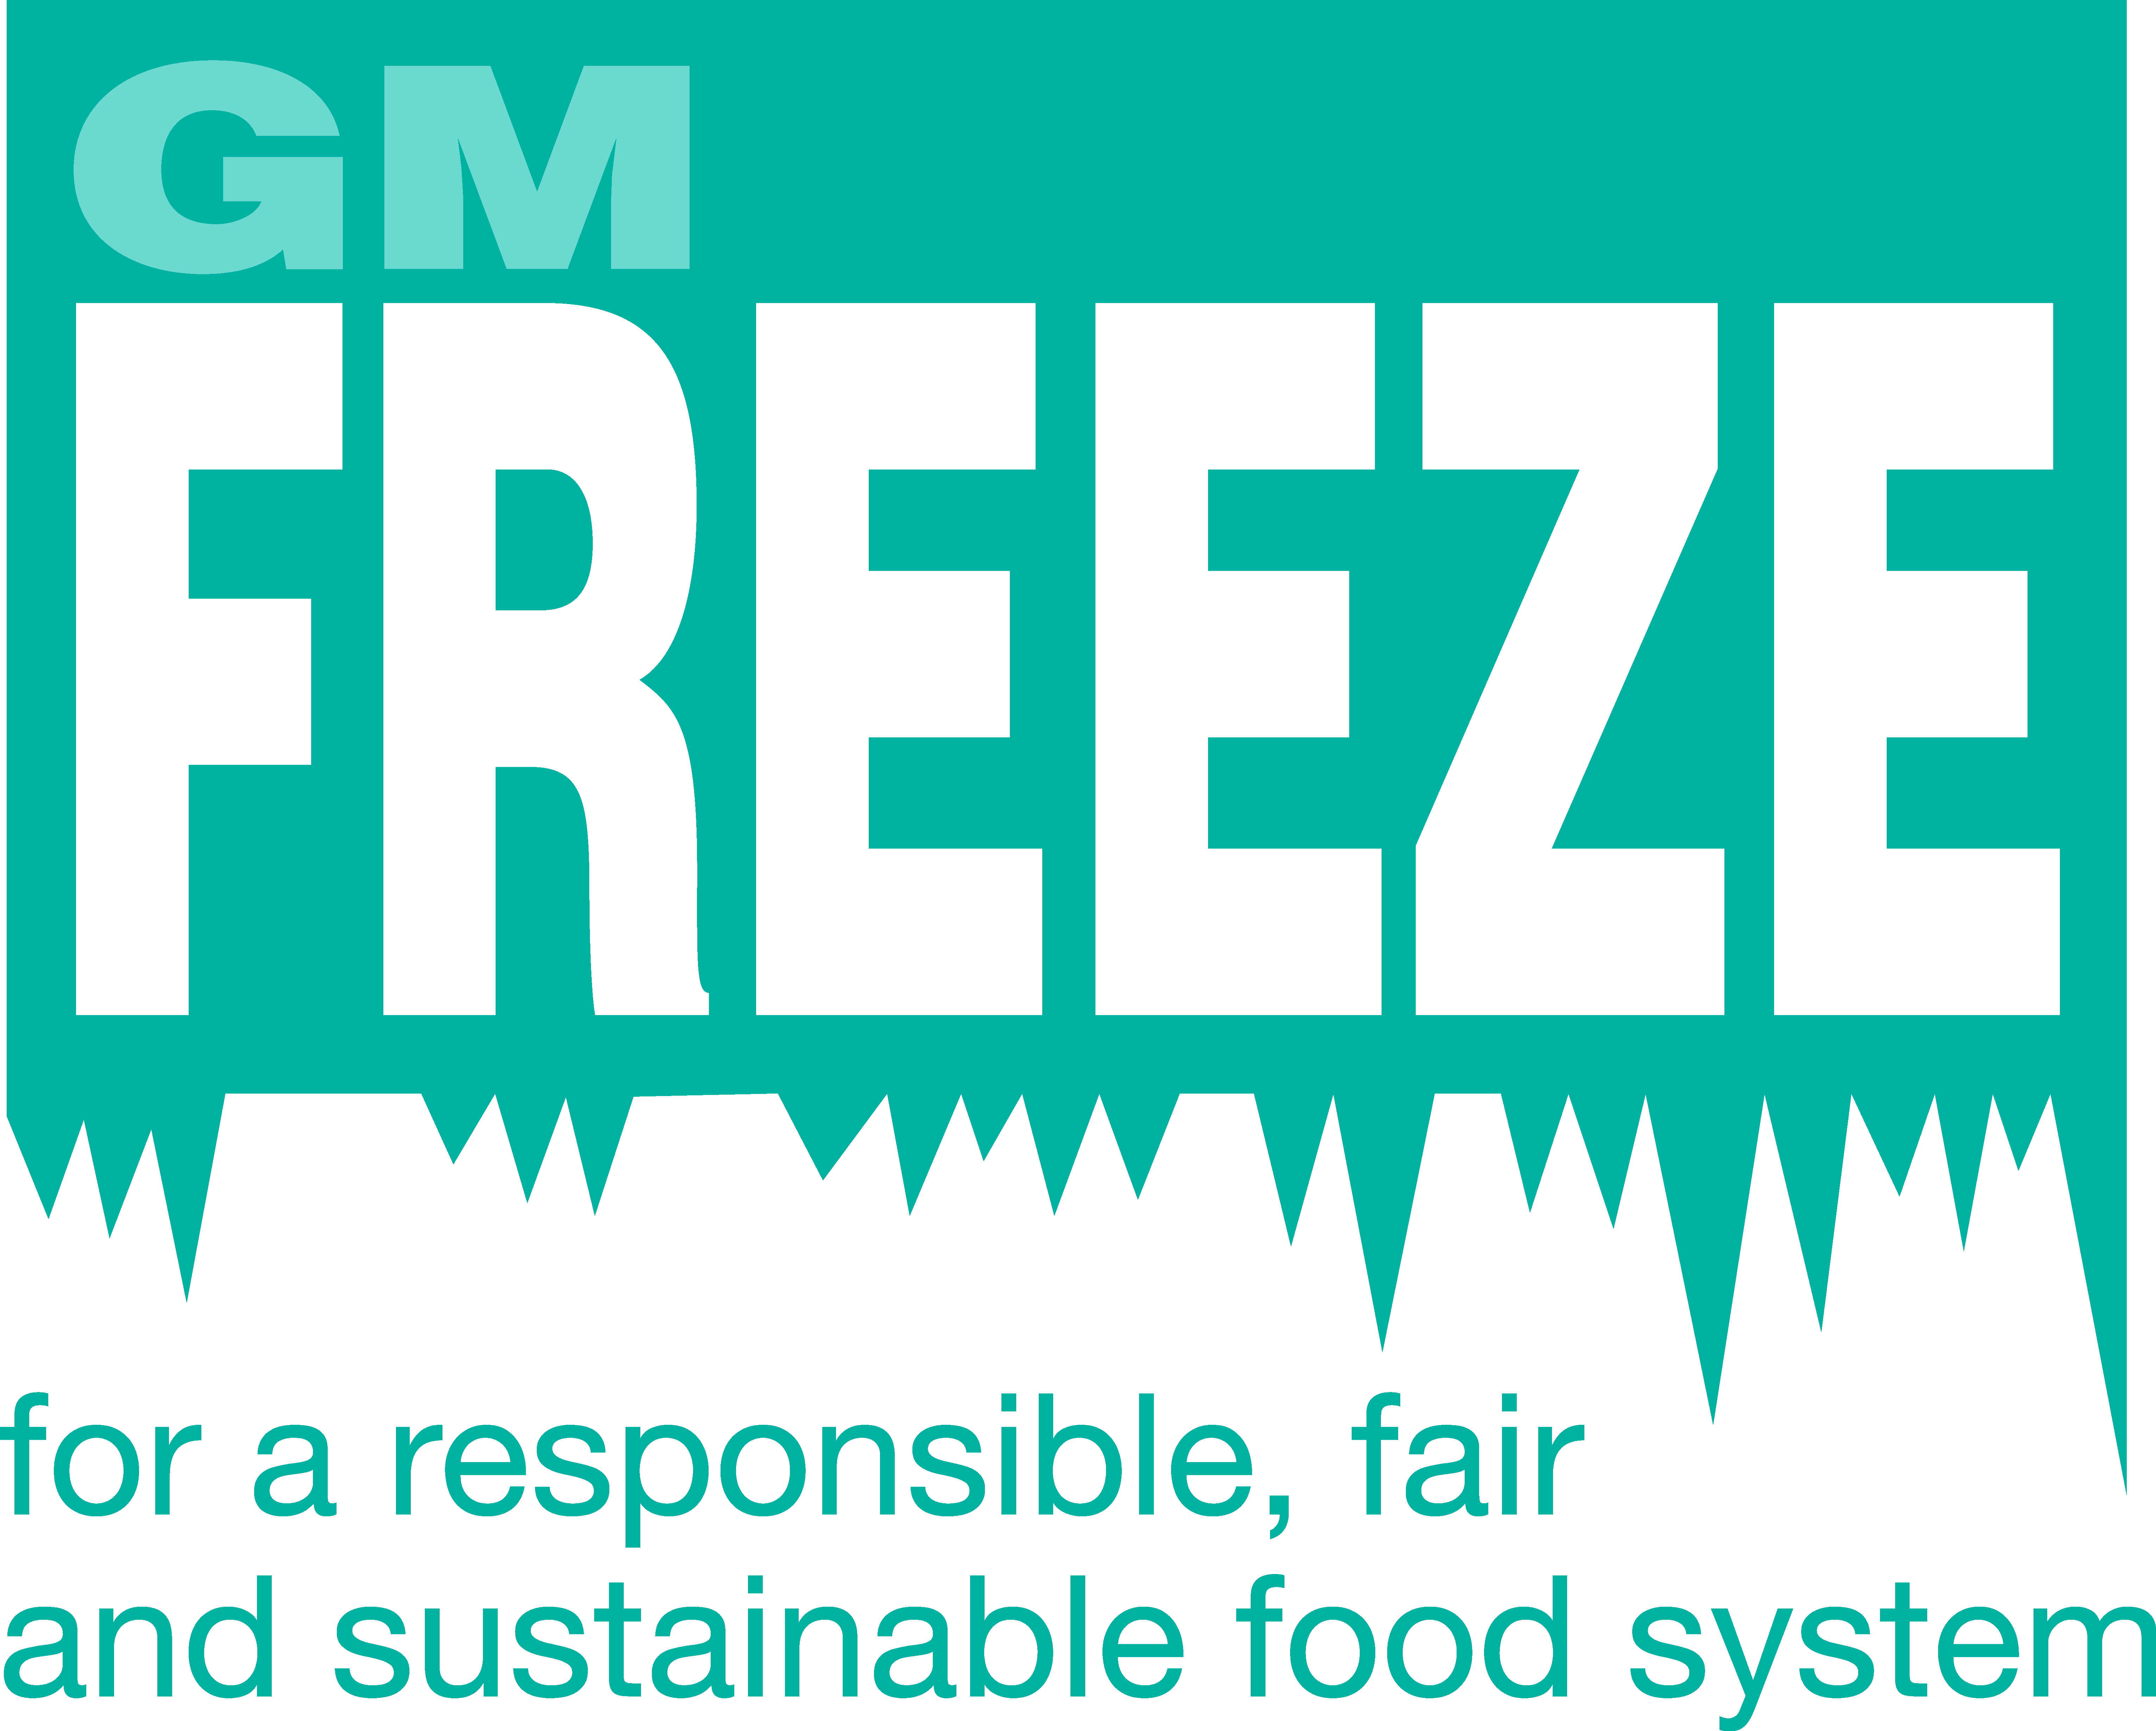 GM
FREEZE
for a responsible, fair
and sustainable food system